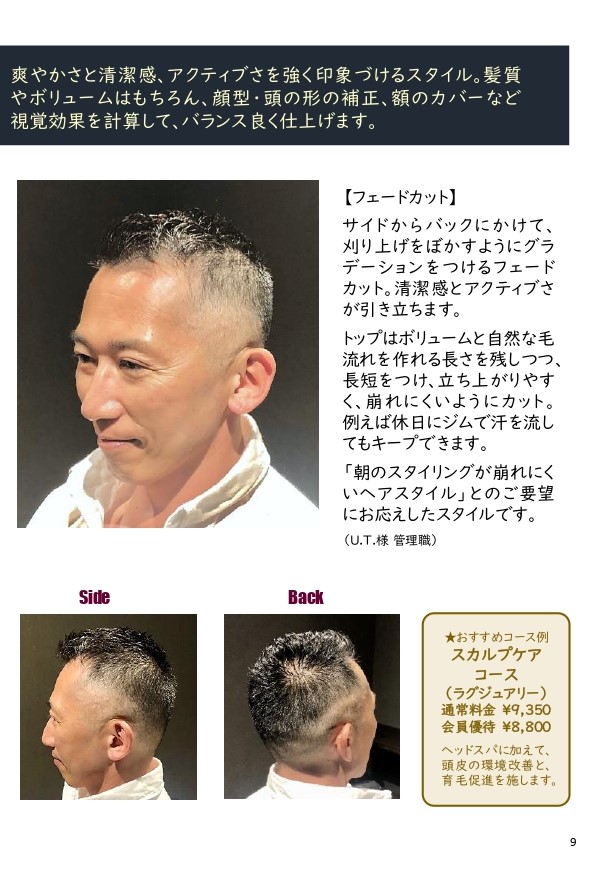 爽やかさと清潔感、アクティブさを強く印象づけるスタイル。髪質
やボリュームはもちろん、顔型・頭の形の補正、額のカバーなど
視覚効果を計算して、バランス良く仕上げます。
【フェードカット】
サイドからバックにかけて、
刈り上げをぼかすようにグラ
デーションをつけるフェード
カット。清潔感とアクティブさ
が引き立ちます。
トップはボリュームと自然な毛
流れを作れる長さを残しつつ、
長短をつけ、立ち上がりやす
く、崩れにくいようにカット。
例えば休日にジムで汗を流し
てもキープできます。
「朝のスタイリングが崩れにく
いヘアスタイル」とのご要望
にお応えしたスタイルです。
（U.T.様 管理職）
Side
Back
★おすすめコース例
スカルプケア
コース
（ラグジュアリー）
通常料金 ¥9,350
会員優待 ¥8,800
ヘッドスパに加えて、
頭皮の環境改善と、
育毛促進を施します。
9